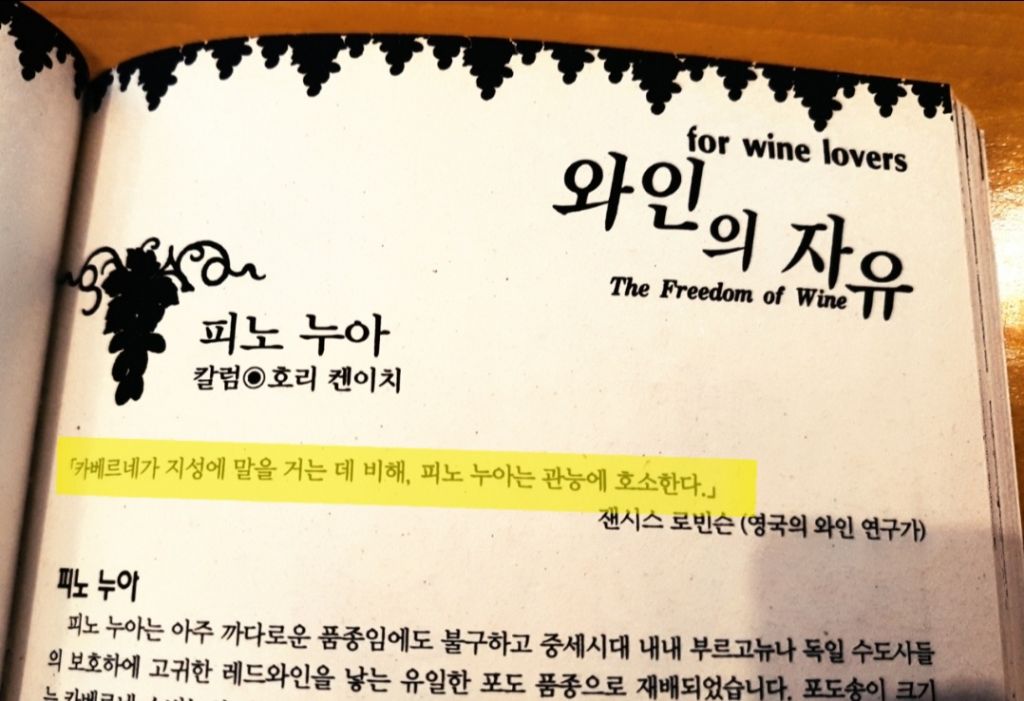 for wine lovers
와인의 자유
The Freedom of Wine
피노 누아
칼럼◉호리 켄이치
「카베르네가 지성에 말을 거는 데 비해, 피노 누아는 관능에 호소한다.」
잰시스 로빈슨 (영국의 와인 연구가)
피노 누아
피노 누아는 아주 까다로운 품종임에도 불구하고 중세시대 내내 부르고뉴나 독일 수도사들
의 보호하에 고귀한 레드와인을 낳는 유일한 포도 품종으로 재배되었습니다. 포도송이 크기
는 카베르네